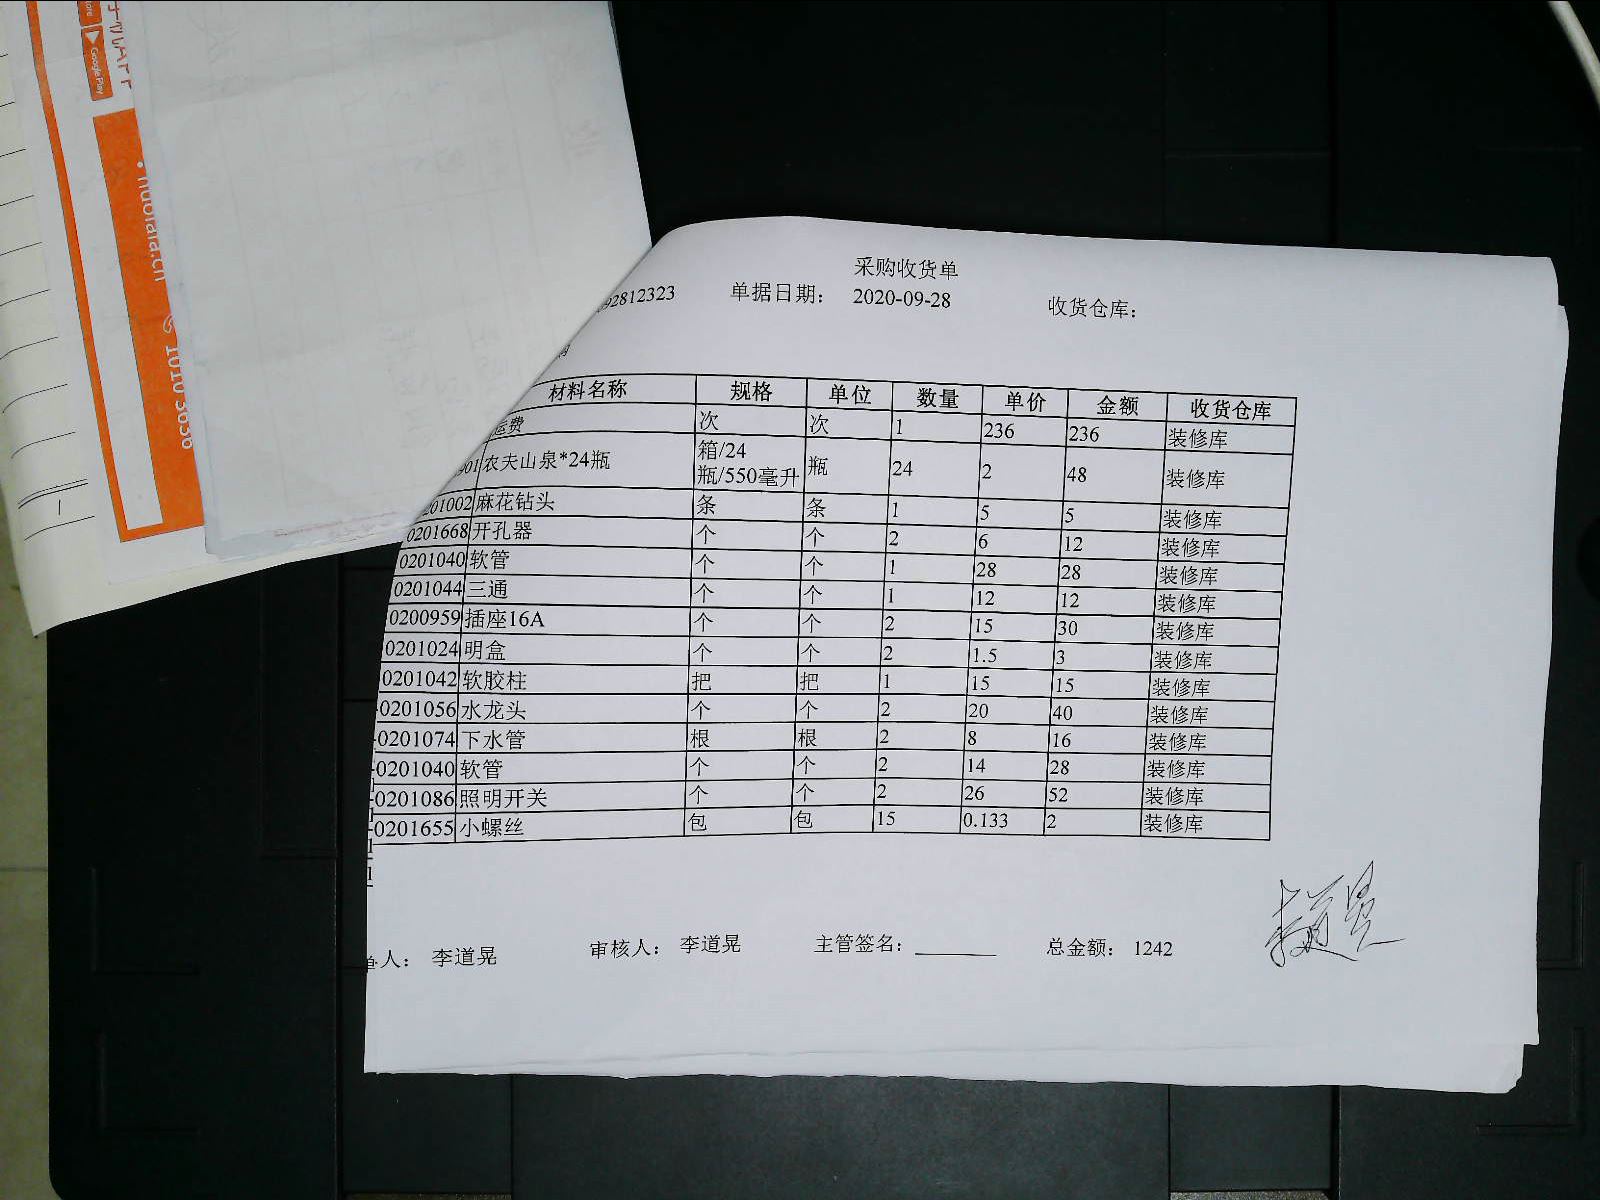 Google Play
huolala.cn
1010 3636
采购收货单
092812323 单据日期： 2020-09-28 收货仓库：
材料名称 规格 单位 数量 单价 金额 收货仓库
运费 次 次 1 236 236 装修库
901 农夫山泉*24瓶 箱/24瓶/550毫升 瓶 24 2 48 装修库
201002 麻花钻头 条 条 1 5 5 装修库
0201668 开孔器 个 个 2 6 12 装修库
0201040 软管 个 个 1 28 28 装修库
0201044 三通 个 个 1 12 12 装修库
0200959 插座16A 个 个 2 15 30 装修库
0201024 明盒 个 个 2 1.5 3 装修库
0201042 软胶柱 把 把 1 15 15 装修库
-0201056 水龙头 个 个 2 20 40 装修库
-0201074 下水管 根 根 2 8 16 装修库
-0201040 软管 个 个 2 14 28 装修库
-0201086 照明开关 个 个 2 26 52 装修库
-0201655 小螺丝 包 包 15 0.133 2 装修库
单人： 李道晃 审核人： 李道晃 主管签名： 总金额： 1242
李道晃